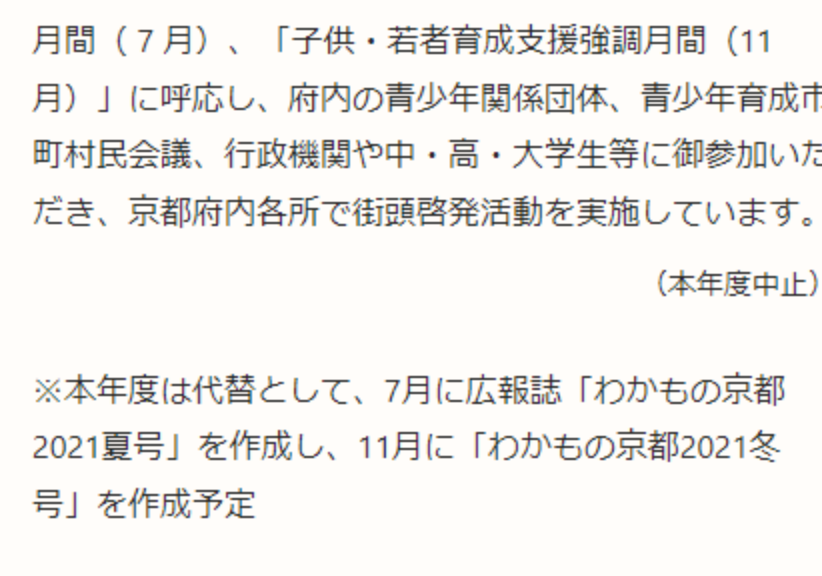 月間（７月）、「子供・若者育成支援強調月間（11
月）」に呼応し、府内の青少年関係団体、青少年育成市
町村民会議、行政機関や中・高・大学生等に御参加いた
だき、京都府内各所で街頭啓発活動を実施しています。
（本年度中止）
※本年度は代替として、7月に広報誌「わかもの京都
2021夏号」を作成し、11月に「わかもの京都2021冬
号」を作成予定